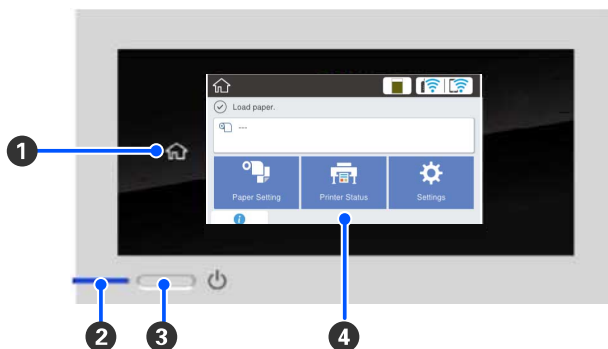 Load paper.
---
1
Paper Setting
Printer Status
Settings
i
2
3
4